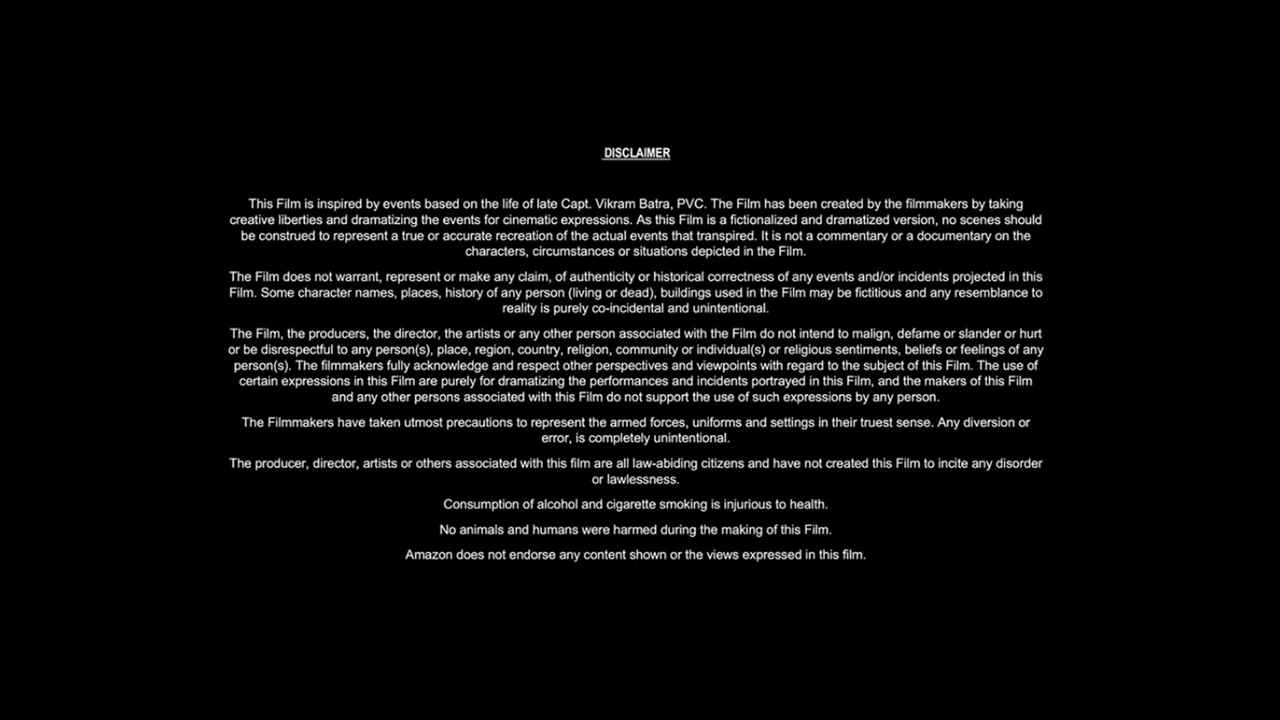 DISCLAIMER
This Film is inspired by events based on the life of late Capt. Vikram Batra, PVC. The Film has been created by the filmmakers by taking
creative liberties and dramatizing the events for cinematic expressions. As this Film is a fictionalized and dramatized version, no scenes should
be construed to represent a true or accurate recreation of the actual events that transpired. It is not a commentary or a documentary on the
characters, circumstances or situations depicted in the Film.
The Film does not warrant, represent or make any claim, of authenticity or historical correctness of any events and/or incidents projected in this
Film. Some character names, places, history of any person (living or dead), buildings used in the Film may be fictitious and any resemblance to
reality is purely co-incidental and unintentional.
The Film, the producers, the director, the artists or any other person associated with the Film do not intend to malign, defame or slander or hurt
or be disrespectful to any person(s), place, region, country, religion, community or individual(s) or religious sentiments, beliefs or feelings of any
person(s). The filmmakers fully acknowledge and respect other perspectives and viewpoints with regard to the subject of this Film. The use of
certain expressions in this Film are purely for dramatizing the performances and incidents portrayed in this Film, and the makers of this Film
and any other persons associated with this Film do not support the use of such expressions by any person.
The Filmmakers have taken utmost precautions to represent the armed forces, uniforms and settings in their truest sense. Any diversion or
error, is completely unintentional.
The producer, director, artists or others associated with this film are all law-abiding citizens and have not created this Film to incite any disorder
or lawlessness.
Consumption of alcohol and cigarette smoking is injurious to health.
No animals and humans were harmed during the making of this Film.
Amazon does not endorse any content shown or the views expressed in this film.